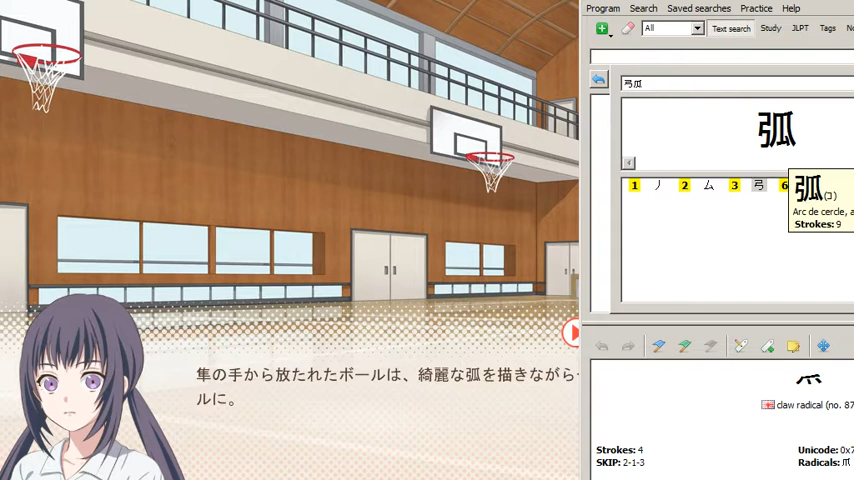 Program Search Saved searches Practice Help
All Text search Study JLPT Tags
弓瓜
弧
1 ノ 2 ム 3 弓 6
弧 (コ)
Arc de cercle, a
Strokes: 9
隼の手から放たれたボールは、綺麗な弧を描きながら
ルに。
爫
claw radical (no. 87
Strokes: 4
Unicode: 0x7
SKIP: 2-1-3
Radicals: 爪